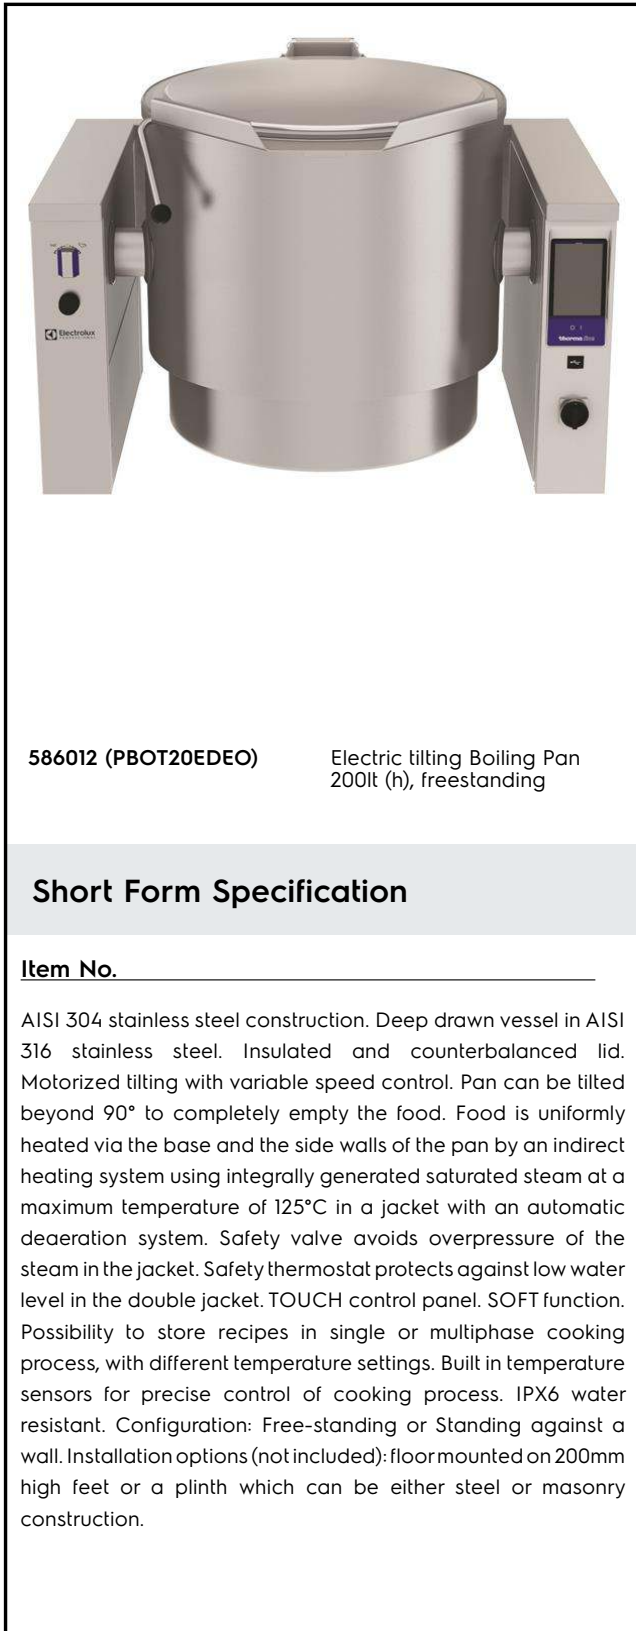 Electrolux
PROFESSIONAL
thermaline
586012 (PBOT20EDEO)
Electric tilting Boiling Pan
200lt (h), freestanding
Short Form Specification
Item No.
AISI 304 stainless steel construction. Deep drawn vessel in AISI
316 stainless steel. Insulated and counterbalanced lid.
Motorized tilting with variable speed control. Pan can be tilted
beyond 90° to completely empty the food. Food is uniformly
heated via the base and the side walls of the pan by an indirect
heating system using integrally generated saturated steam at a
maximum temperature of 125°C in a jacket with an automatic
deaeration system. Safety valve avoids overpressure of the
steam in the jacket. Safety thermostat protects against low water
level in the double jacket. TOUCH control panel. SOFT function.
Possibility to store recipes in single or multiphase cooking
process, with different temperature settings. Built in temperature
sensors for precise control of cooking process. IPX6 water
resistant. Configuration: Free-standing or Standing against a
wall. Installation options (not included): floor mounted on 200mm
high feet or a plinth which can be either steel or masonry
construction.